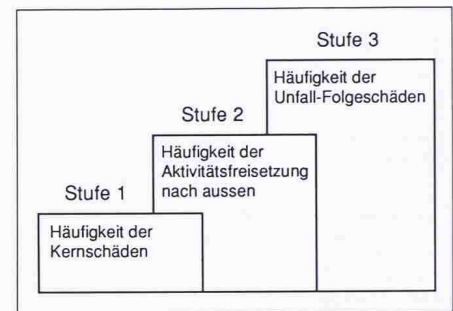 Stufe 3
Häufigkeit der
Unfall-Folgeschäden
Stufe 2
Häufigkeit der
Aktivitätsfreisetzung
nach aussen
Stufe 1
Häufigkeit der
Kernschäden